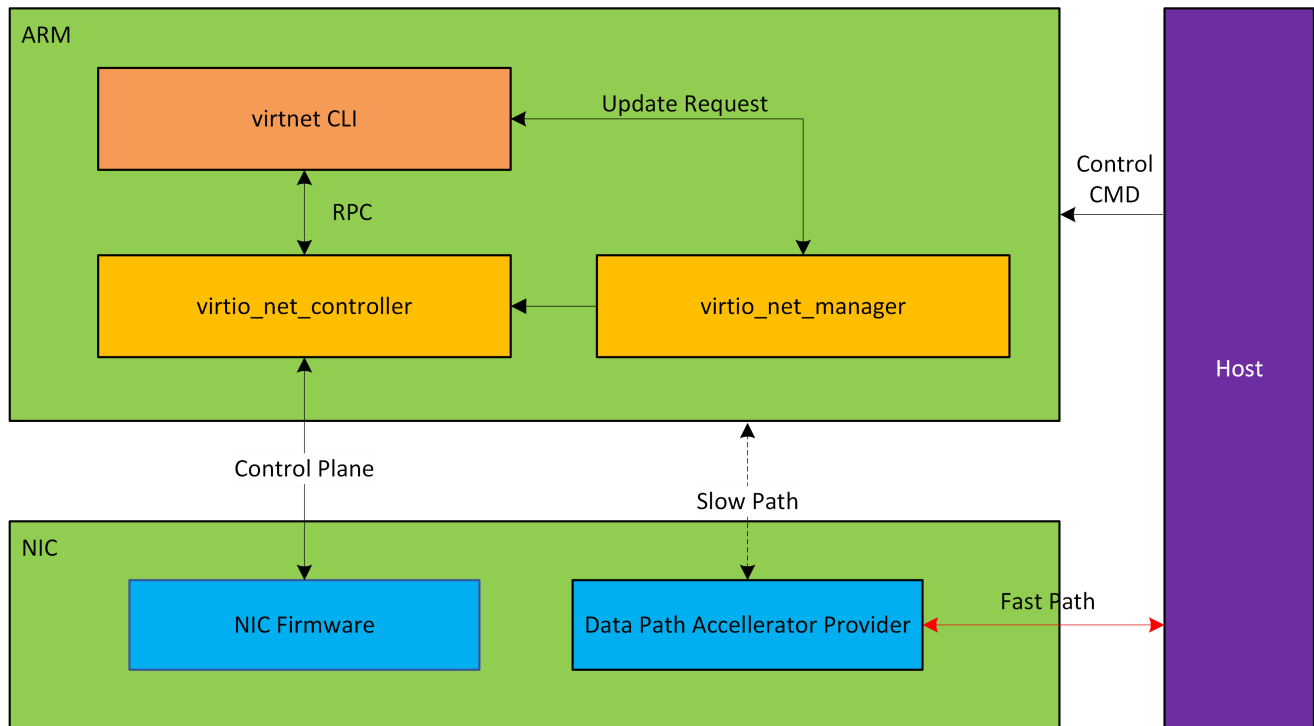 ARM
virtnet CLI
Update Request
Control
CMD
RPC
virtio_net_controller
virtio_net_manager
Host
Control Plane
Slow Path
NIC
NIC Firmware
Data Path Accellerator Provider
Fast Path